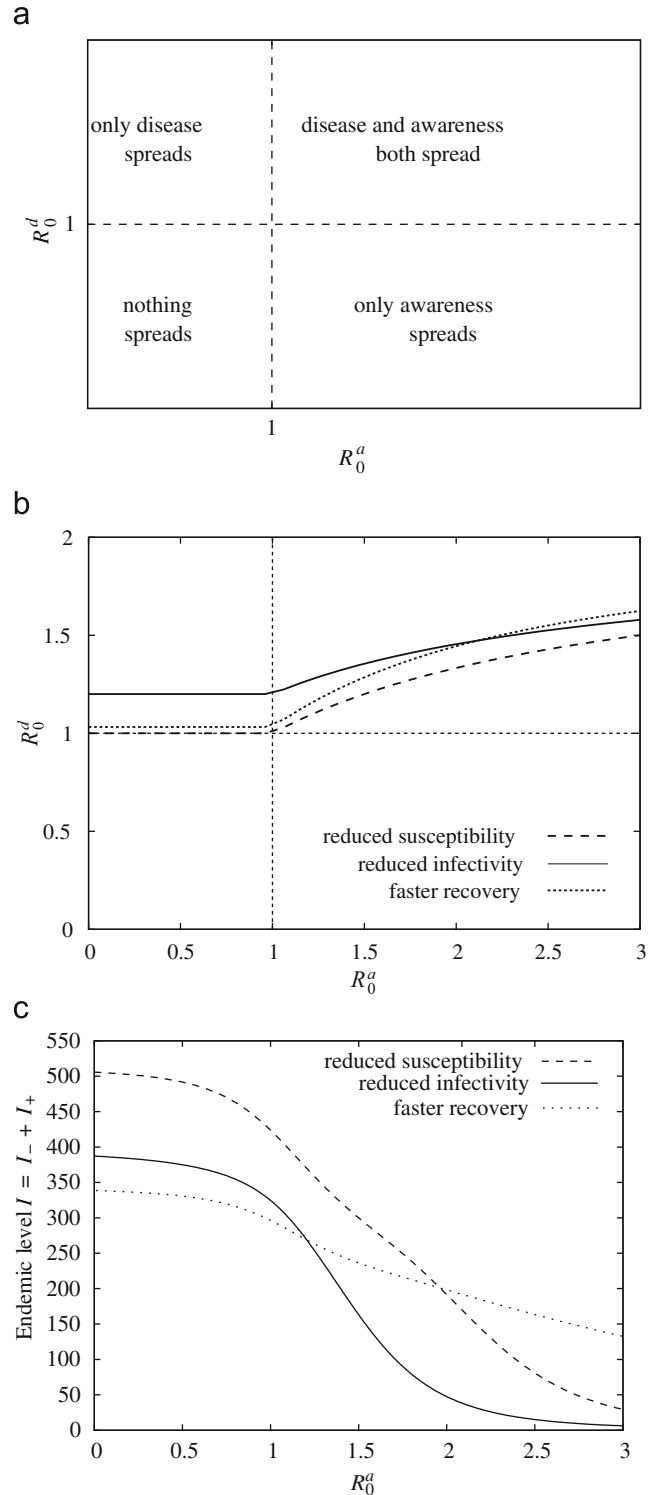 a
only disease
spreads
disease and awareness
both spread
R_0^d
1
nothing
spreads
only awareness
spreads
1
R_0^a
b
2
1.5
R_0^d
1
0.5
0
reduced susceptibility
reduced infectivity
faster recovery
0 0.5 1 1.5 2 2.5 3
R_0^a
c
550
500
450
400
350
300
250
200
150
100
50
0
Endemic level I = I_- + I_+
reduced susceptibility
reduced infectivity
faster recovery
0 0.5 1 1.5 2 2.5 3
R_0^a